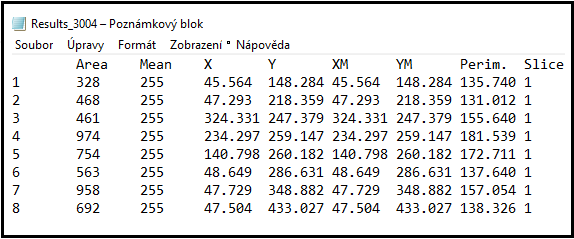 Results_3004 – Poznámkový blok
Soubor Úpravy Formát Zobrazení Nápověda
Area Mean X Y XM YM Perim. Slice
1 328 255 45.564 148.284 45.564 148.284 135.740 1
2 468 255 47.293 218.359 47.293 218.359 131.012 1
3 461 255 324.331 247.379 324.331 247.379 155.640 1
4 974 255 234.297 259.147 234.297 259.147 181.539 1
5 754 255 140.798 260.182 140.798 260.182 172.711 1
6 563 255 48.649 286.631 48.649 286.631 137.640 1
7 958 255 47.729 348.882 47.729 348.882 157.054 1
8 692 255 47.504 433.027 47.504 433.027 138.326 1